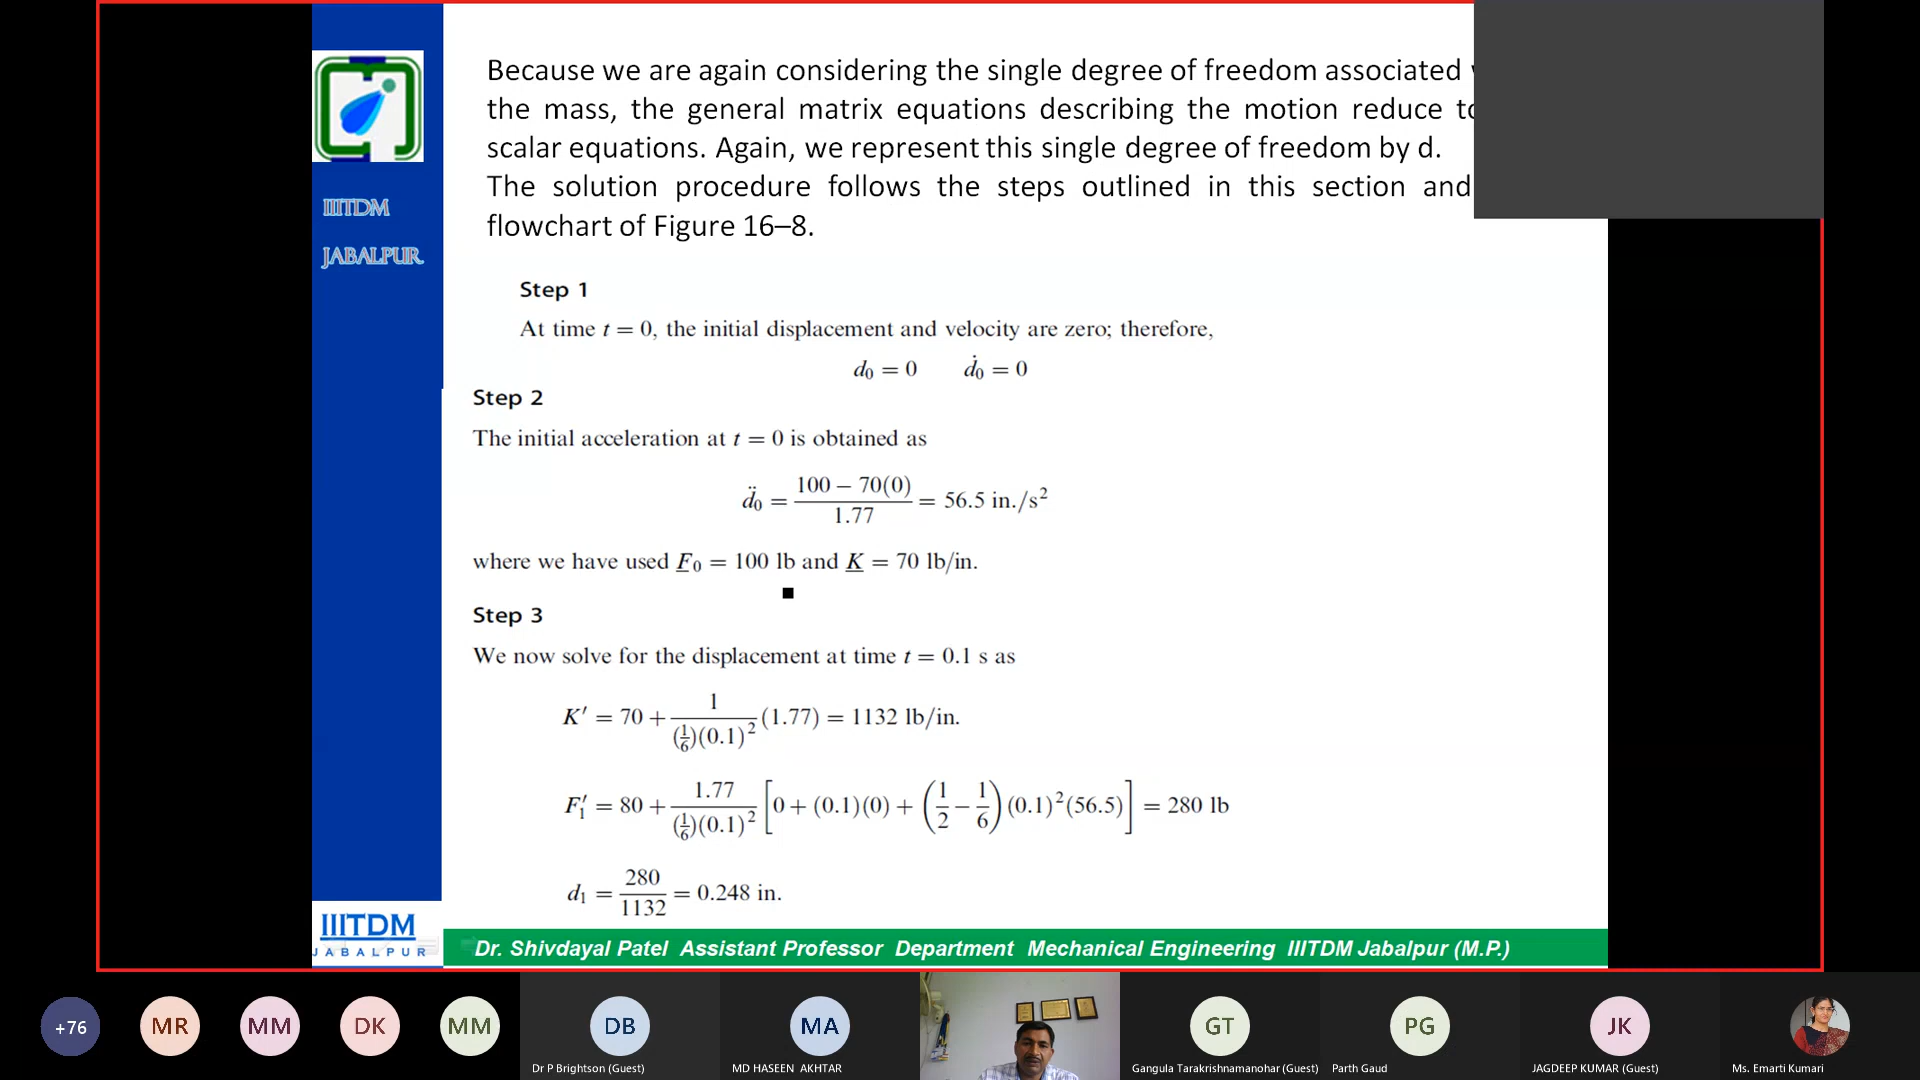 Because we are again considering the single degree of freedom associated
the mass, the general matrix equations describing the motion reduce
scalar equations. Again, we represent this single degree of freedom by d.
The solution procedure follows the steps outlined in this section and
flowchart of Figure 16–8.
IIITDM
JABALPUR
Step 1
At time t = 0, the initial displacement and velocity are zero; therefore,
d₀ = 0 ḋ₀ = 0
Step 2
The initial acceleration at t = 0 is obtained as
d̈₀ = (100 − 70(0))/1.77 = 56.5 in./s²
where we have used F₀ = 100 lb and K = 70 lb/in.
Step 3
We now solve for the displacement at time t = 0.1 s as
K′ = 70 + 1/((1/6)(0.1)²) (1.77) = 1132 lb/in.
F₁′ = 80 + 1.77/((1/6)(0.1)²) [0 + (0.1)(0) + (1/2 − 1/6)(0.1)²(56.5)] = 280 lb
d₁ = 280/1132 = 0.248 in.
IIITDM
JABALPUR
Dr. Shivdayal Patel Assistant Professor Department Mechanical Engineering IIITDM Jabalpur (M.P.)
+76
MR
MM
DK
MM
DB
Dr P Brightson (Guest)
MA
MD HASEEN AKHTAR
GT
Gangula Tarakrishnamanohar (Guest)
PG
Parth Gaud
JK
JAGDEEP KUMAR (Guest)
Ms. Emarti Kumari